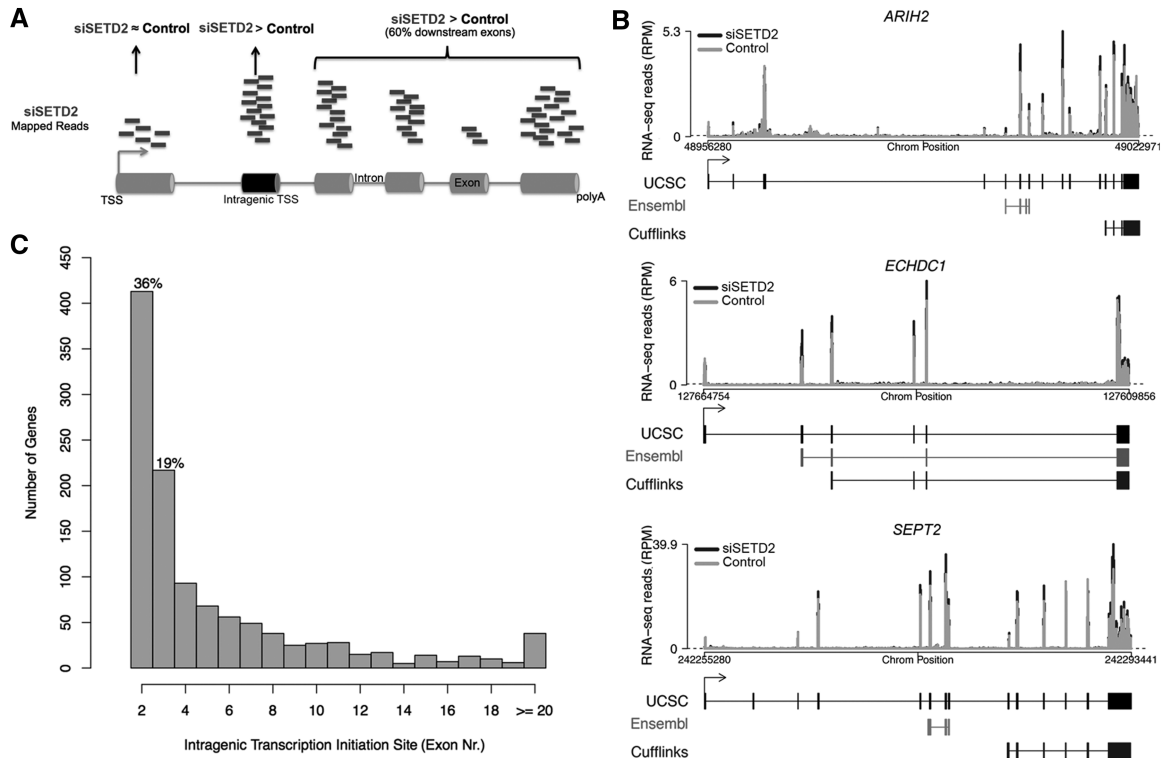 A
siSETD2 ≈ Control
siSETD2 > Control
siSETD2 > Control
(60% downstream exons)
siSETD2
Mapped Reads
Intron
Exon
TSS
Intragenic TSS
polyA
B
ARIH2
5.3
0
RNA−seq reads (RPM)
siSETD2
Control
48956280
Chrom Position
49022971
UCSC
Ensembl
Cufflinks
ECHDC1
6
0
RNA−seq reads (RPM)
siSETD2
Control
127664754
Chrom Position
127609856
UCSC
Ensembl
Cufflinks
SEPT2
39.9
0
RNA−seq reads (RPM)
siSETD2
Control
242255280
Chrom Position
242293441
UCSC
Ensembl
Cufflinks
C
Number of Genes
450
400
350
300
250
200
150
100
50
0
36%
19%
2 4 6 8 10 12 14 16 18 >= 20
Intragenic Transcription Initiation Site (Exon Nr.)